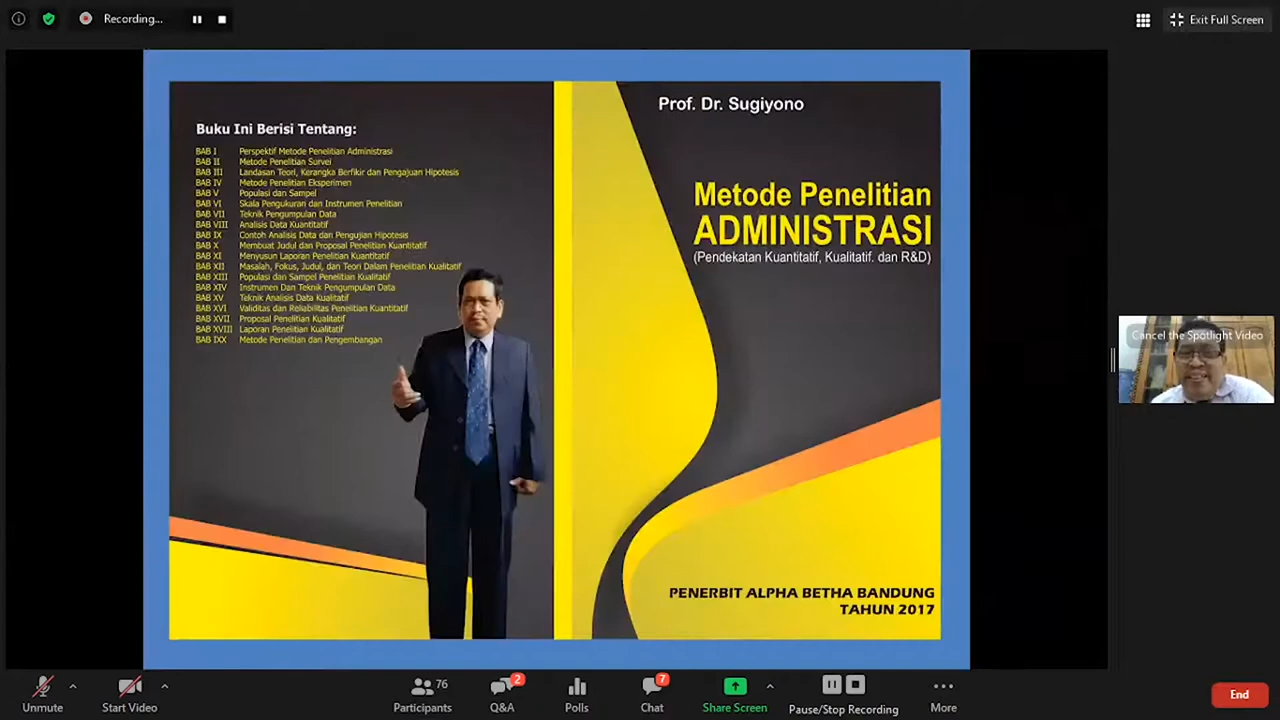 Recording...
Exit Full Screen
Buku Ini Berisi Tentang:
BAB I Perspektif Metode Penelitian Administrasi
BAB II Metode Penelitian Survei
BAB III Landasan Teori, Kerangka Berfikir dan Pengajuan Hipotesis
BAB IV Metode Penelitian Eksperimen
BAB V Populasi dan Sampel
BAB VI Skala Pengukuran dan Instrumen Penelitian
BAB VII Teknik Pengumpulan Data
BAB VIII Analisis Data Kuantitatif
BAB IX Contoh Analisis Data dan Pengujian Hipotesis
BAB X Membuat Judul dan Proposal Penelitian Kuantitatif
BAB XI Menyusun Laporan Penelitian Kuantitatif
BAB XII Masalah, Fokus, Judul, dan Teori Dalam Penelitian Kualitatif
BAB XIII Populasi dan Sampel Penelitian Kualitatif
BAB XIV Instrumen Dan Teknik Pengumpulan Data
BAB XV Teknik Analisis Data Kualitatif
BAB XVI Validitas dan Reliabilitas Penelitian Kuantitatif
BAB XVII Proposal Penelitian Kualitatif
BAB XVIII Laporan Penelitian Kualitatif
BAB IXX Metode Penelitian dan Pengembangan
Prof. Dr. Sugiyono
Metode Penelitian
ADMINISTRASI
(Pendekatan Kuantitatif, Kualitatif. dan R&D)
PENERBIT ALPHA BETHA BANDUNG
TAHUN 2017
Cancel the Spotlight Video
Unmute
Start Video
76
Participants
2
Q&A
Polls
7
Chat
Share Screen
Pause/Stop Recording
More
End